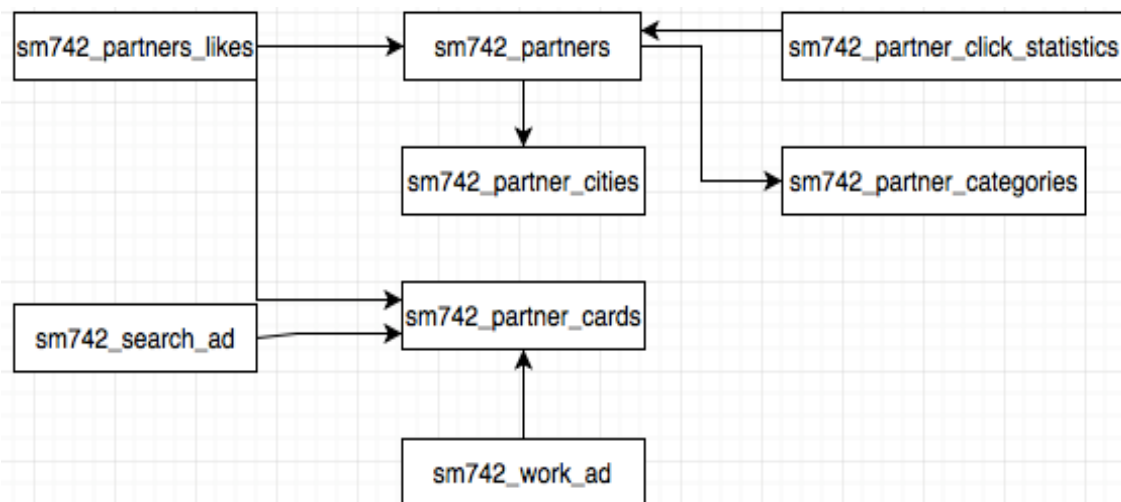 sm742_partners_likes
sm742_partners
sm742_partner_click_statistics
sm742_partner_cities
sm742_partner_categories
sm742_partner_cards
sm742_search_ad
sm742_work_ad